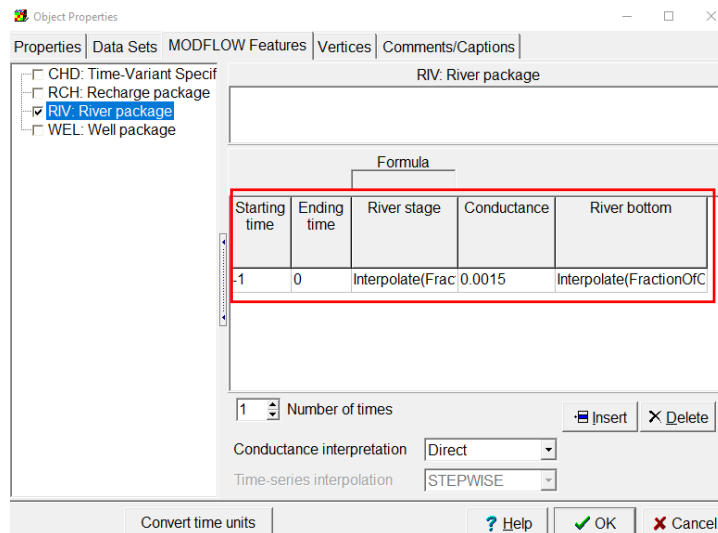 Object Properties
Properties Data Sets MODFLOW Features Vertices Comments/Captions
CHD: Time-Variant Specif
RCH: Recharge package
RIV: River package
WEL: Well package
RIV: River package
Formula
Starting time Ending time River stage Conductance River bottom
-1 0 Interpolate(Frac 0.0015 Interpolate(FractionOfC
1 Number of times
Insert Delete
Conductance interpretation Direct
Time-series interpolation STEPWISE
Convert time units ? Help OK Cancel